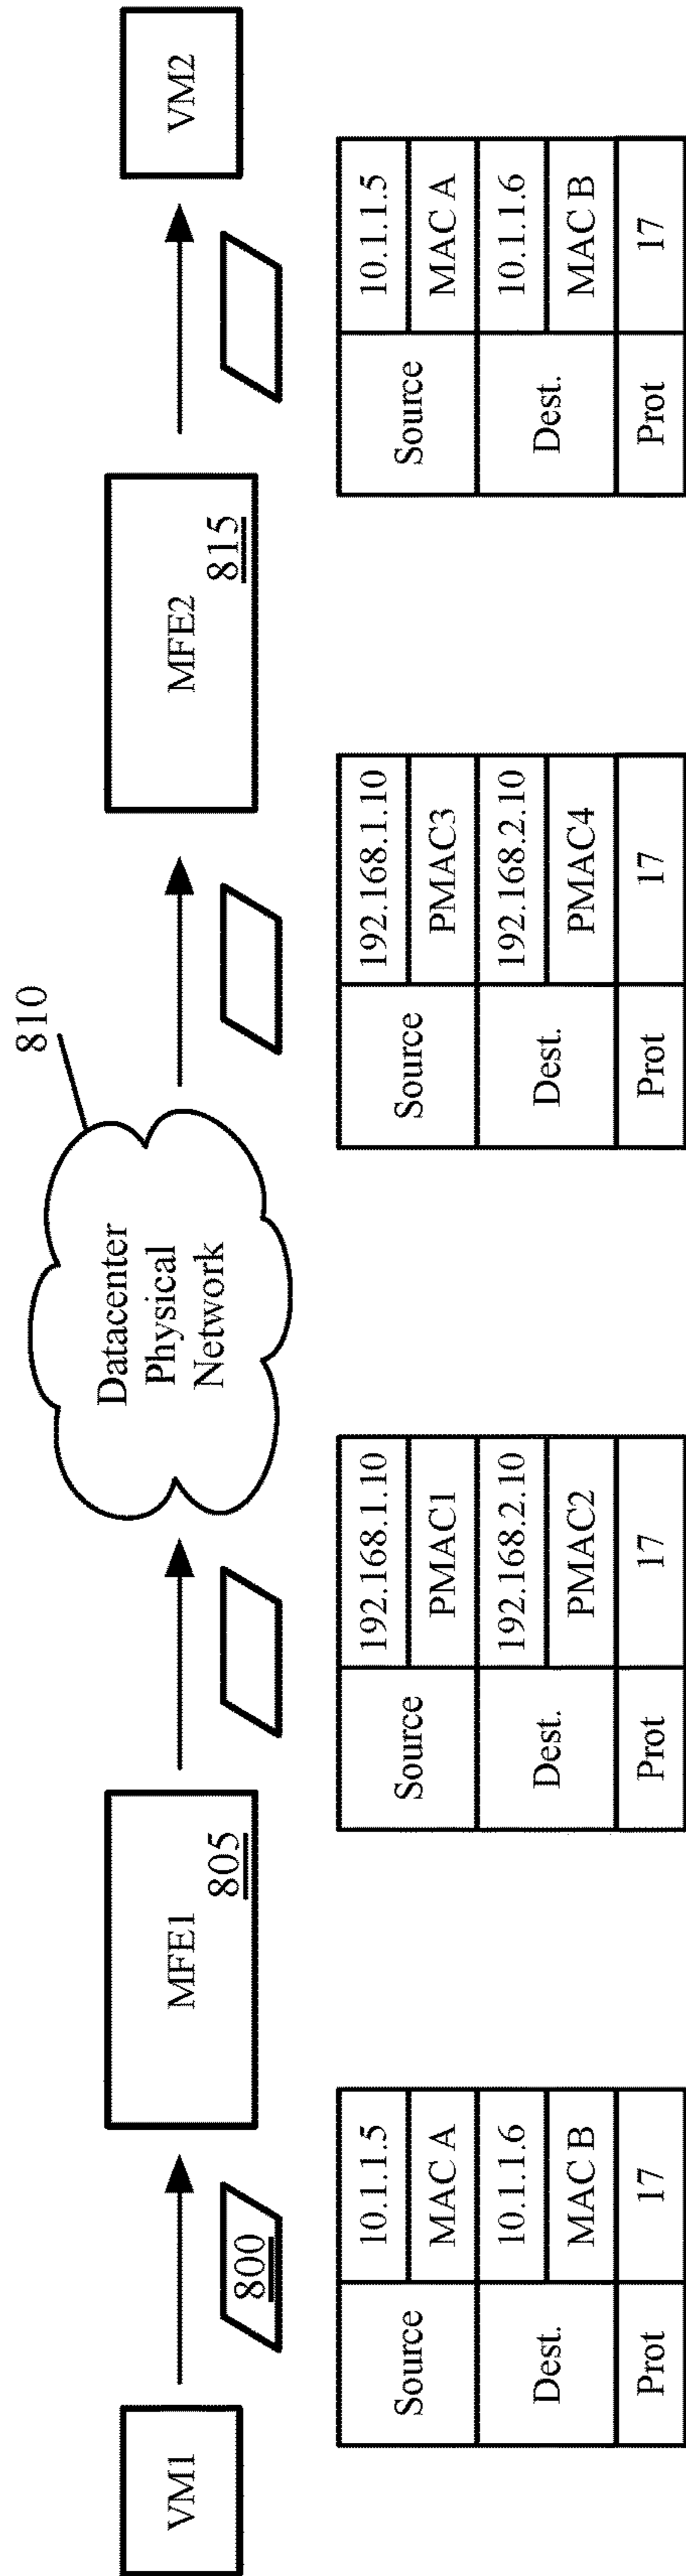 VM1
800
MFE1
805
Datacenter
Physical
Network
810
MFE2
815
VM2
Source 10.1.1.5
MAC A
Dest. 10.1.1.6
MAC B
Prot 17
Source 192.168.1.10
PMAC1
Dest. 192.168.2.10
PMAC2
Prot 17
Source 192.168.1.10
PMAC3
Dest. 192.168.2.10
PMAC4
Prot 17
Source 10.1.1.5
MAC A
Dest. 10.1.1.6
MAC B
Prot 17